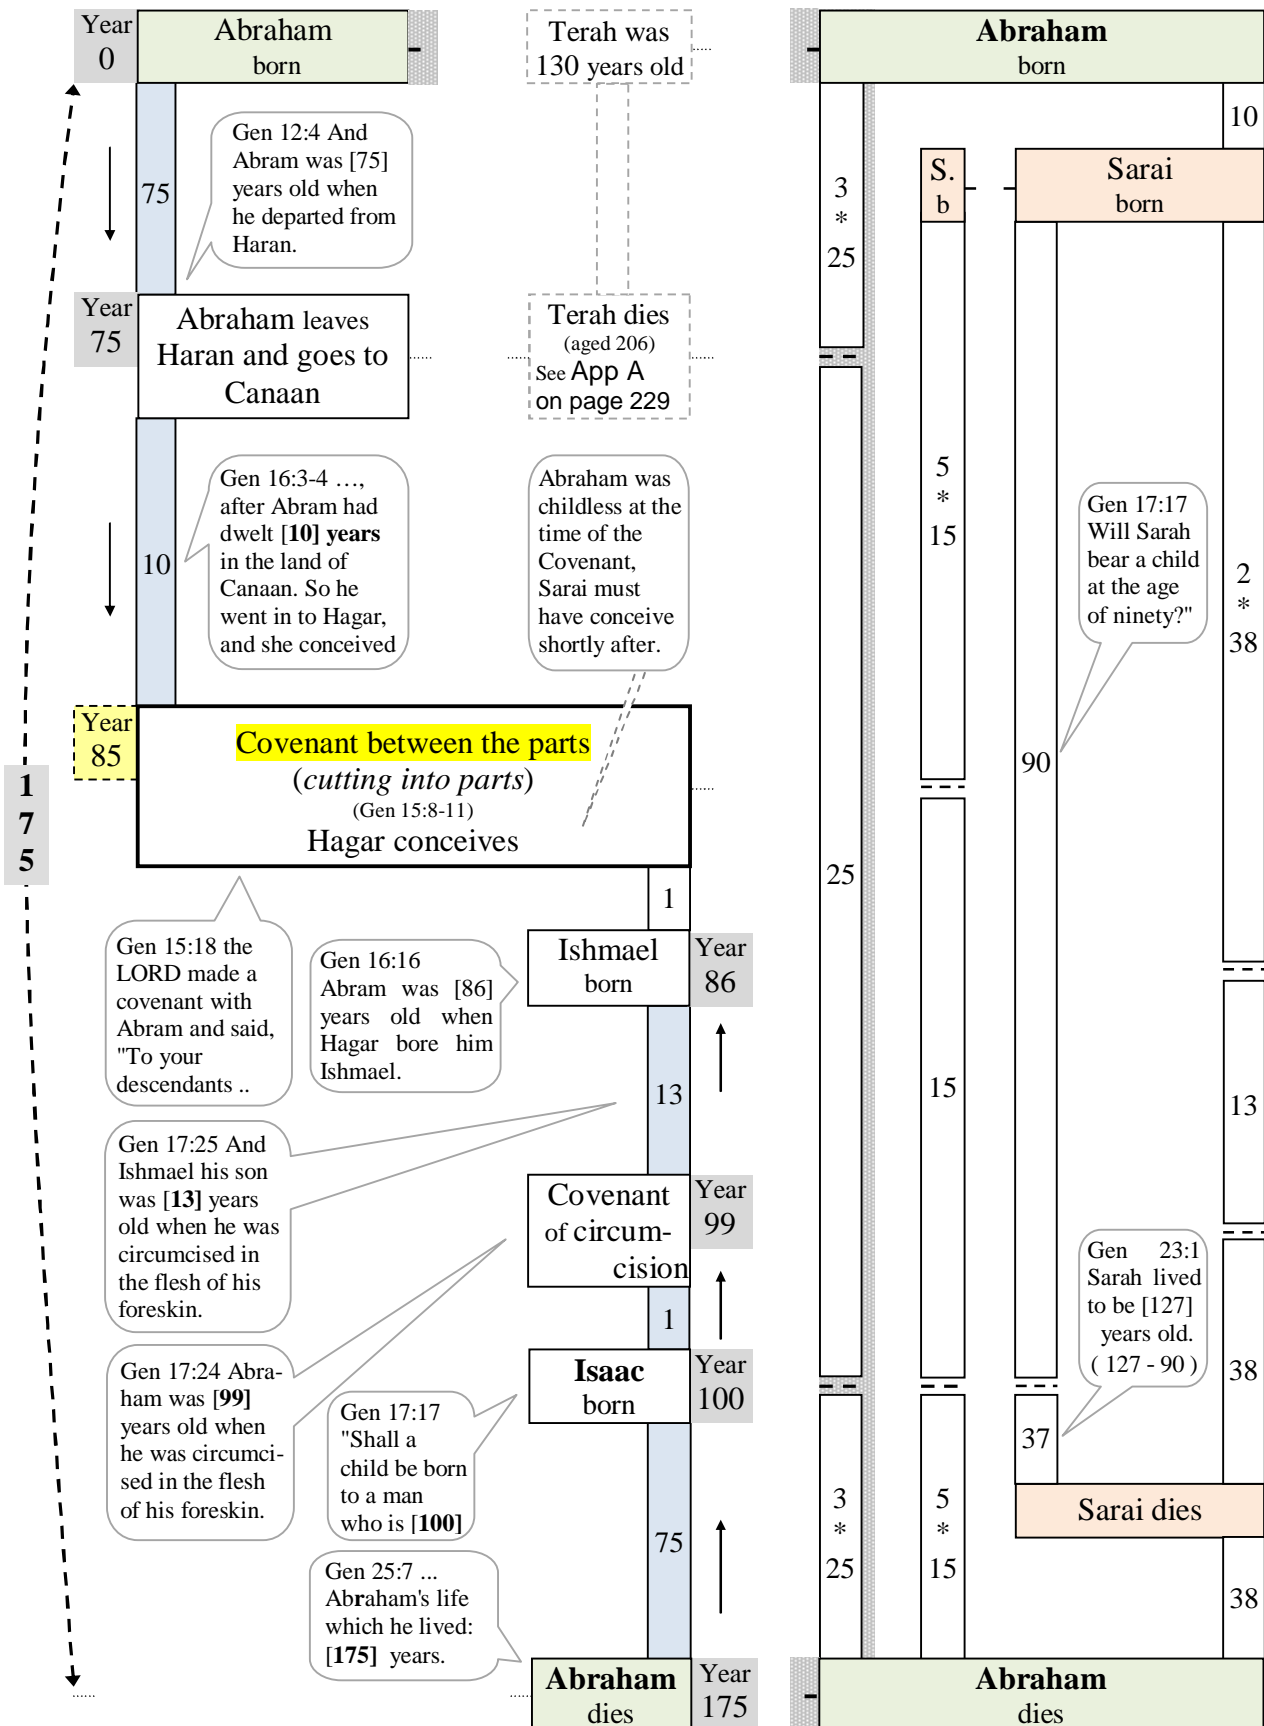 Year
0
Abraham
born
Terah was
130 years old
Abraham
born
10
75
Gen 12:4 And
Abram was [75]
years old when
he departed from
Haran.
3
*
25
S.
b
Sarai
born
Year
75
Abraham leaves
Haran and goes to
Canaan
Terah dies
(aged 206)
See App A
on page 229
10
Gen 16:3-4 …,
after Abram had
dwelt [10] years
in the land of
Canaan. So he
went in to Hagar,
and she conceived
Abraham was
childless at the
time of the
Covenant,
Sarai must
have conceive
shortly after.
5
*
15
Gen 17:17
Will Sarah
bear a child
at the age
of ninety?"
2
*
38
Year
85
Covenant between the parts
(cutting into parts)
(Gen 15:8-11)
Hagar conceives
90
1
7
5
25
1
Gen 15:18 the
LORD made a
covenant with
Abram and said,
"To your
descendants ..
Gen 16:16
Abram was [86]
years old when
Hagar bore him
Ishmael.
Ishmael
born
Year
86
13
15
13
Gen 17:25 And
Ishmael his son
was [13] years
old when he was
circumcised in
the flesh of his
foreskin.
Covenant
of circum-
cision
Year
99
Gen 23:1
Sarah lived
to be [127]
years old.
( 127 - 90 )
1
Gen 17:24 Abra-
ham was [99]
years old when
he was circumci-
sed in the flesh
of his foreskin.
Gen 17:17
"Shall a
child be born
to a man
who is [100]
Isaac
born
Year
100
38
37
75
3
*
25
5
*
15
Sarai dies
Gen 25:7 ...
Abraham's life
which he lived:
[175] years.
38
Abraham
dies
Year
175
Abraham
dies